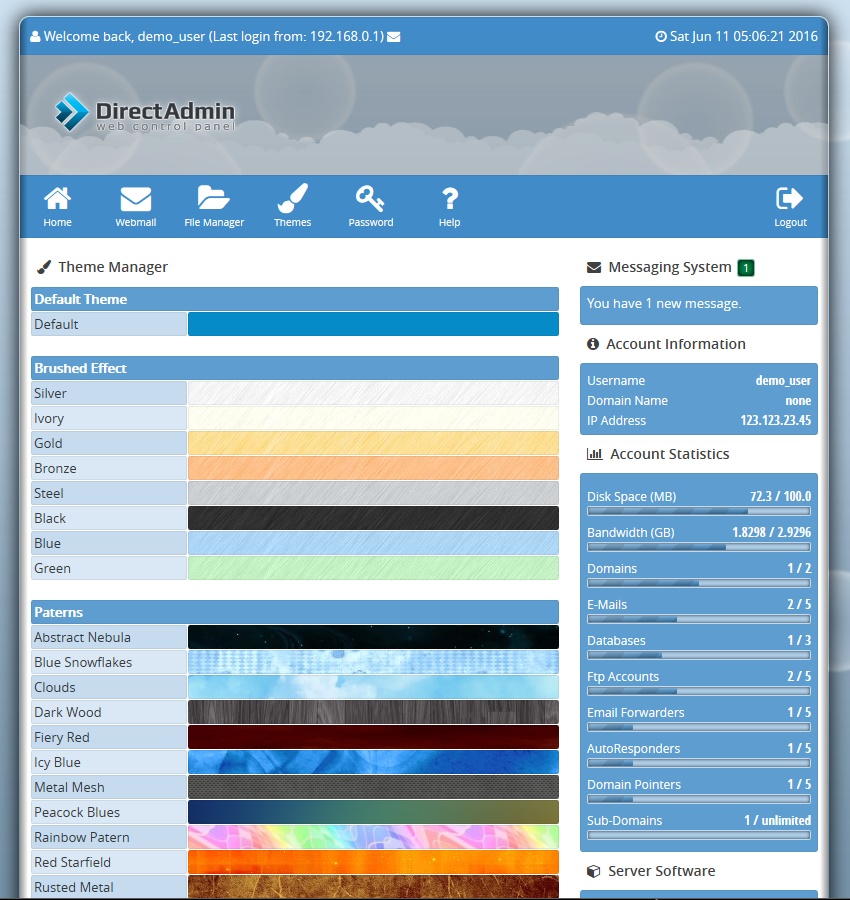 Welcome back, demo_user (Last login from: 192.168.0.1)
Sat Jun 11 05:06:21 2016
DirectAdmin
web control panel
Home Webmail File Manager Themes Password Help Logout
Theme Manager
Default Theme
Default
Brushed Effect
Silver
Ivory
Gold
Bronze
Steel
Black
Blue
Green
Paterns
Abstract Nebula
Blue Snowflakes
Clouds
Dark Wood
Fiery Red
Icy Blue
Metal Mesh
Peacock Blues
Rainbow Patern
Red Starfield
Rusted Metal
Messaging System 1
You have 1 new message.
Account Information
Username demo_user
Domain Name none
IP Address 123.123.23.45
Account Statistics
Disk Space (MB) 72.3 / 100.0
Bandwidth (GB) 1.8298 / 2.9296
Domains 1 / 2
E-Mails 2 / 5
Databases 1 / 3
Ftp Accounts 2 / 5
Email Forwarders 1 / 5
AutoResponders 1 / 5
Domain Pointers 1 / 5
Sub-Domains 1 / unlimited
Server Software